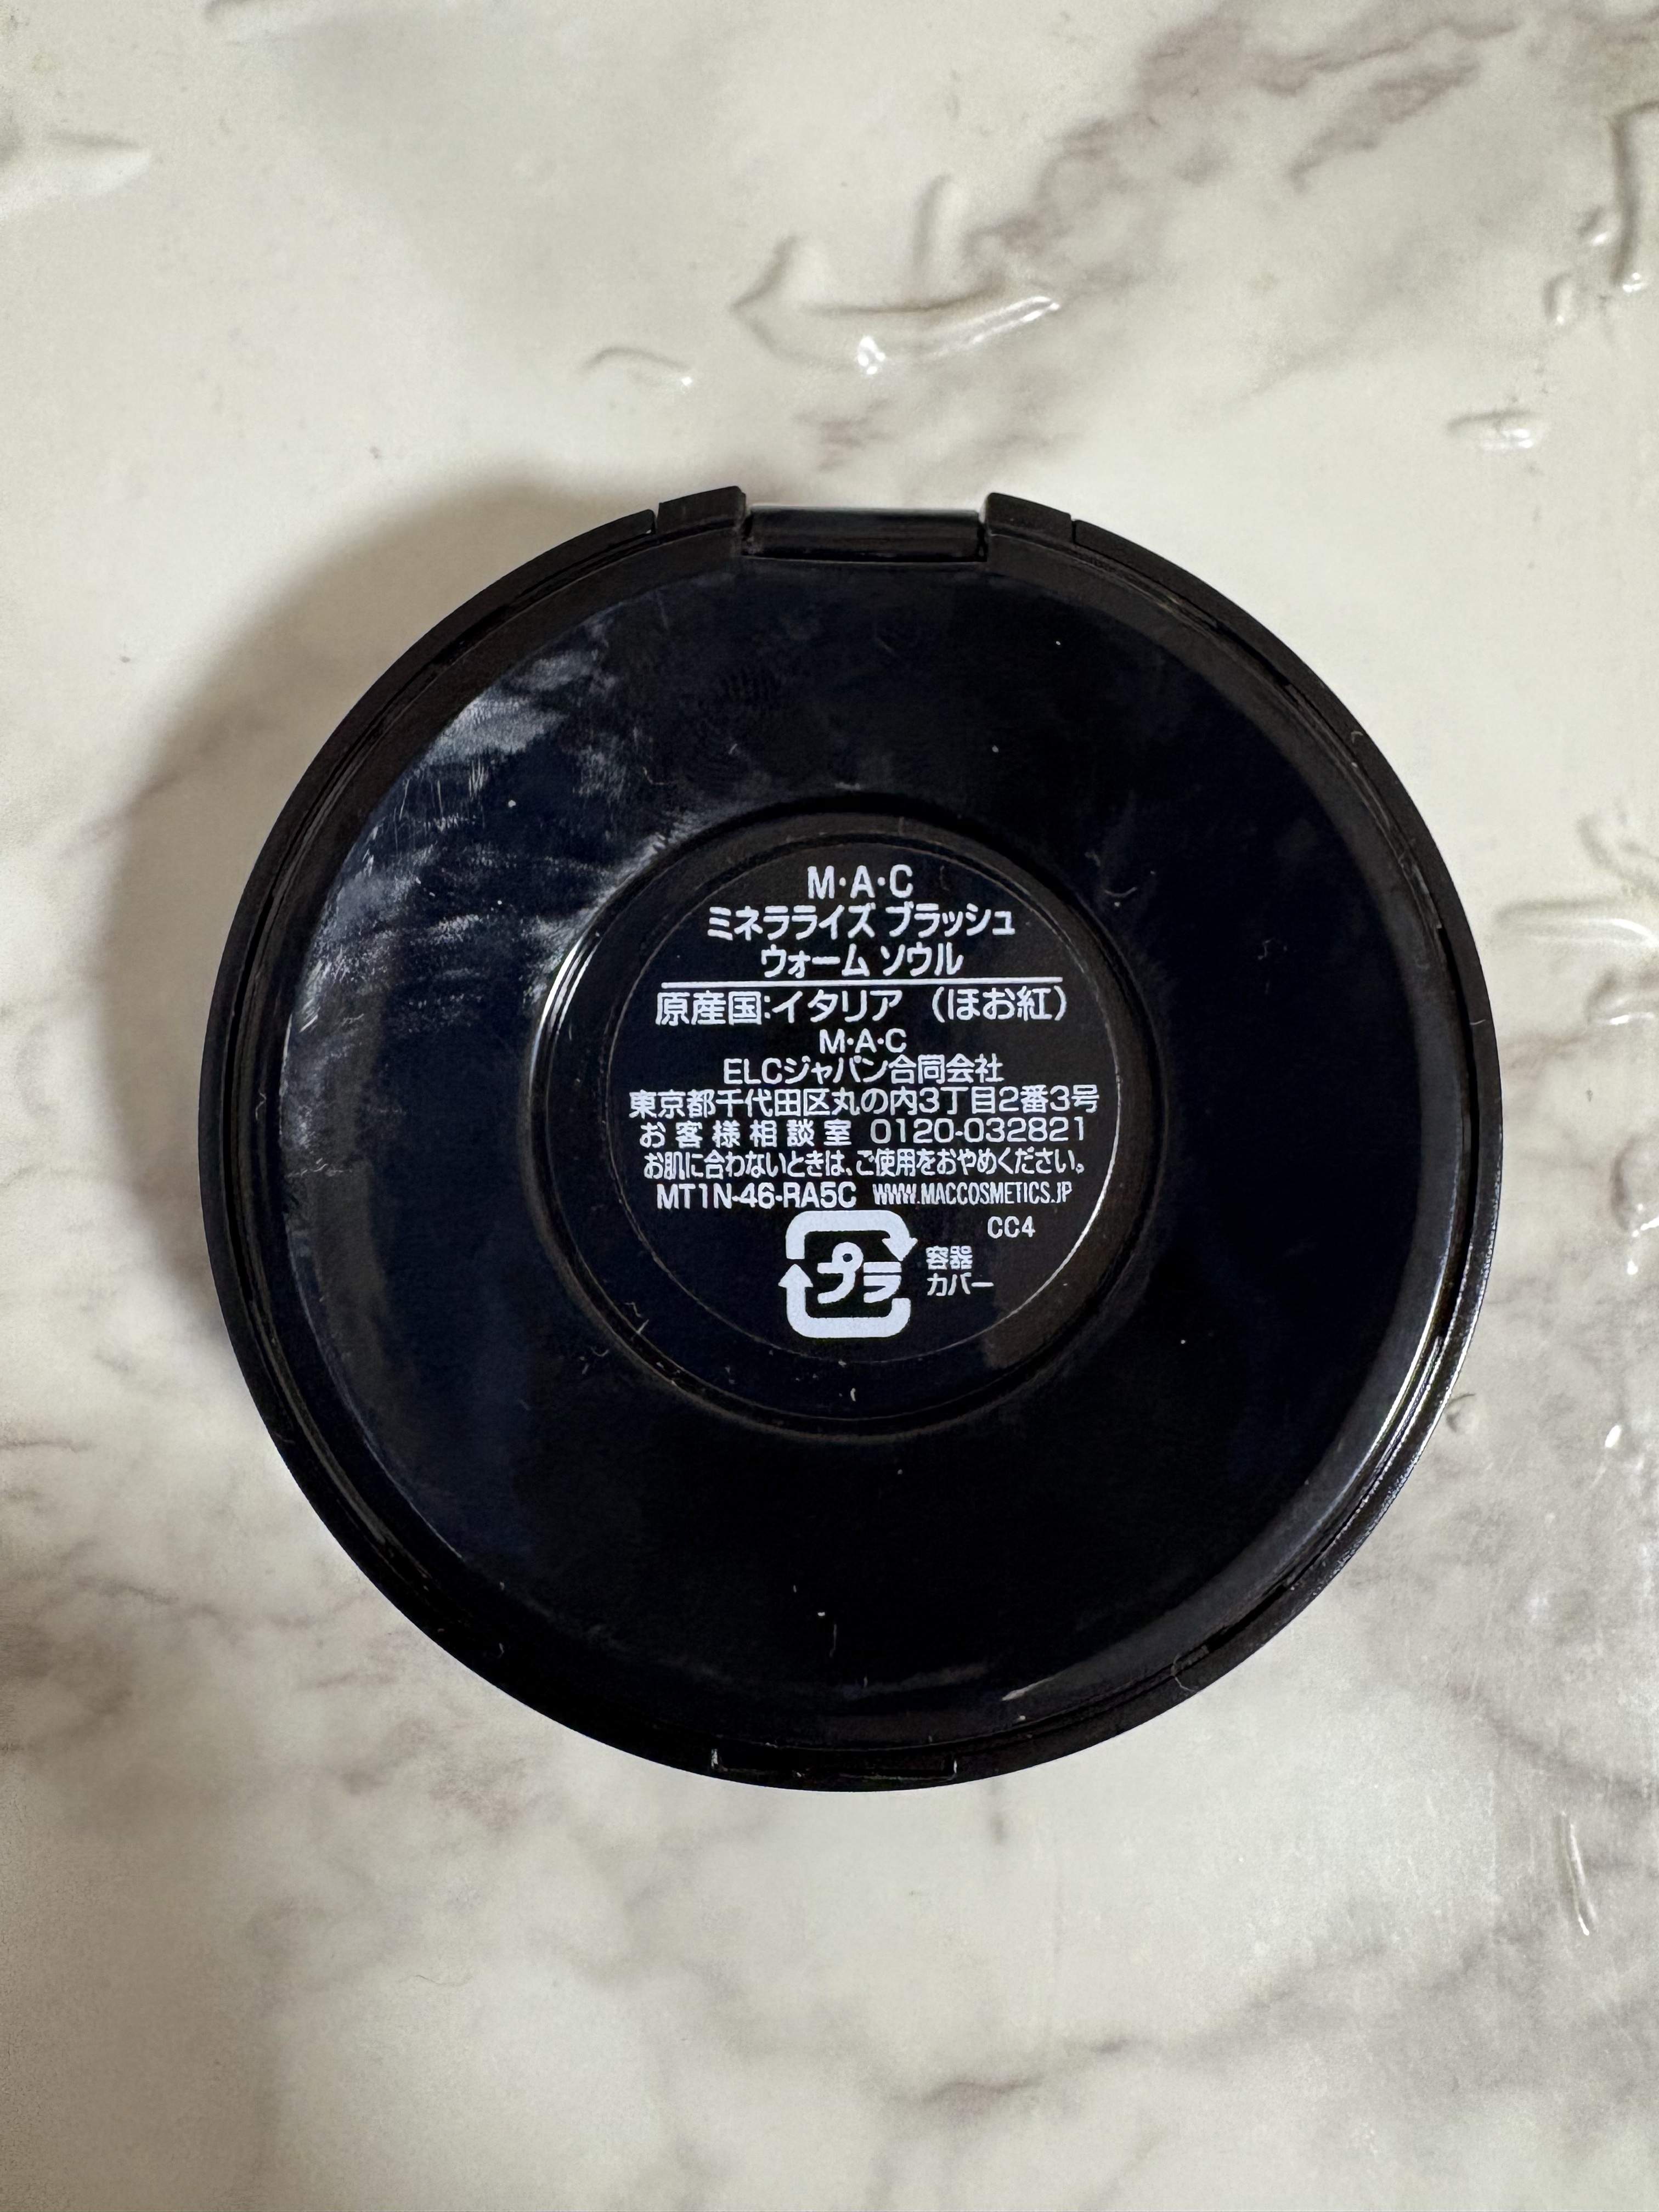 M·A·C
ミネラライズ ブラッシュ
ウォーム ソウル
原産国:イタリア (ほお紅)
M·A·C
ELCジャパン合同会社
東京都千代田区丸の内3丁目2番3号
お客様相談室 0120-032821
お肌に合わないときは、ご使用をおやめください。
MT1N-46-RA5C WWW.MACCOSMETICS.JP
CC4
プラ 容器
カバー